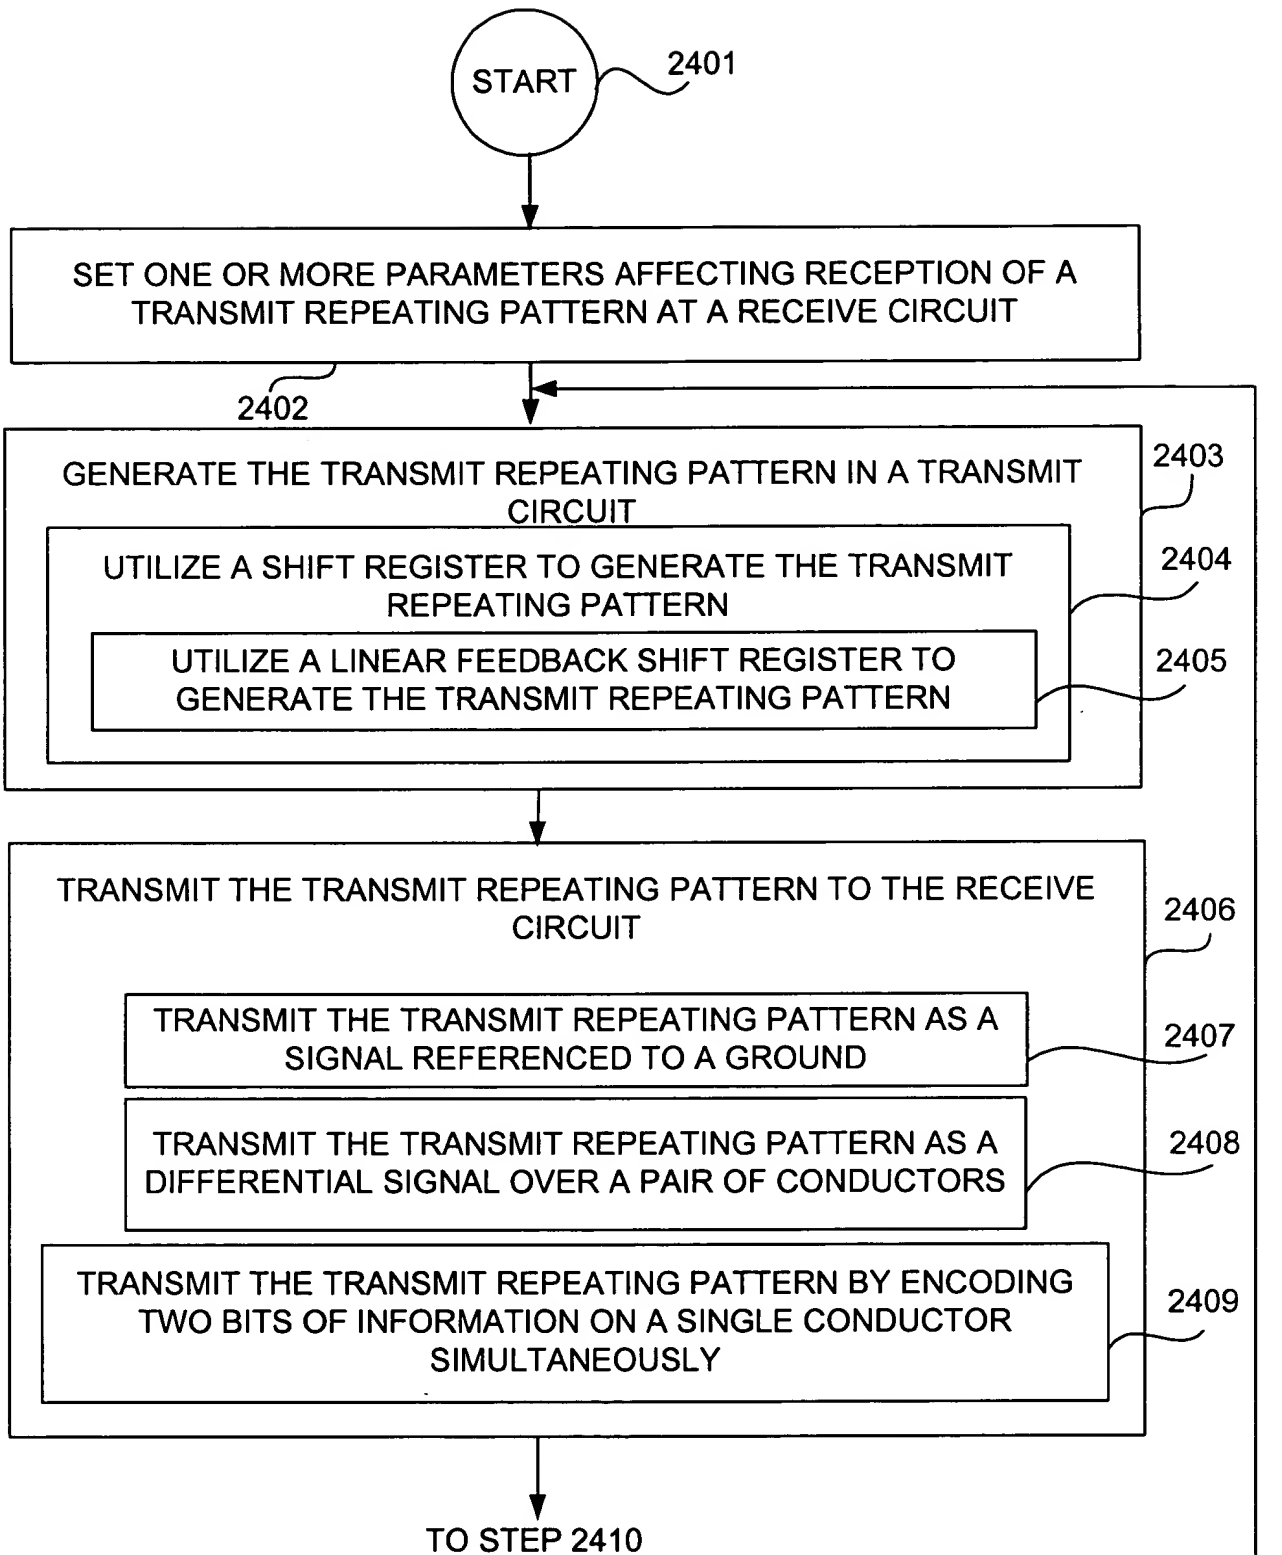 START
2401
SET ONE OR MORE PARAMETERS AFFECTING RECEPTION OF A
TRANSMIT REPEATING PATTERN AT A RECEIVE CIRCUIT
2402
GENERATE THE TRANSMIT REPEATING PATTERN IN A TRANSMIT
CIRCUIT
2403
UTILIZE A SHIFT REGISTER TO GENERATE THE TRANSMIT
REPEATING PATTERN
2404
UTILIZE A LINEAR FEEDBACK SHIFT REGISTER TO
GENERATE THE TRANSMIT REPEATING PATTERN
2405
TRANSMIT THE TRANSMIT REPEATING PATTERN TO THE RECEIVE
CIRCUIT
2406
TRANSMIT THE TRANSMIT REPEATING PATTERN AS A
SIGNAL REFERENCED TO A GROUND
2407
TRANSMIT THE TRANSMIT REPEATING PATTERN AS A
DIFFERENTIAL SIGNAL OVER A PAIR OF CONDUCTORS
2408
TRANSMIT THE TRANSMIT REPEATING PATTERN BY ENCODING
TWO BITS OF INFORMATION ON A SINGLE CONDUCTOR
SIMULTANEOUSLY
2409
TO STEP 2410